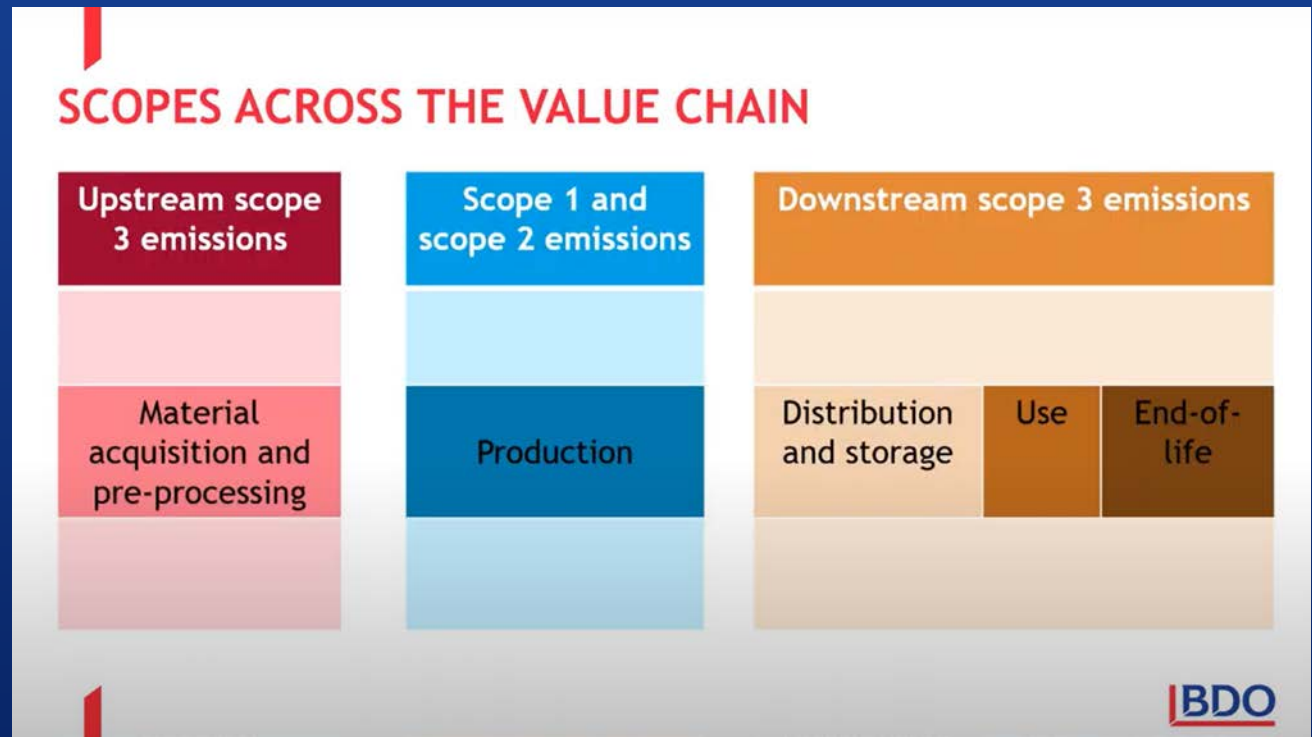 SCOPES ACROSS THE VALUE CHAIN
Upstream scope
3 emissions
Scope 1 and
scope 2 emissions
Downstream scope 3 emissions
Material
acquisition and
pre-processing
Production
Distribution
and storage
Use
End-of-
life
BDO